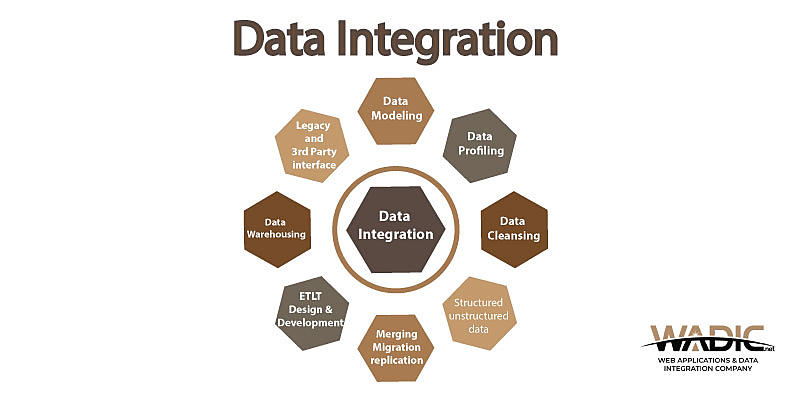 Data Integration
Data
Modeling
Data
Profiling
Data
Cleansing
Structured
unstructured
data
Merging
Migration
replication
ETLT
Design &
Development
Data
Warehousing
Legacy
and
3rd Party
interface
Data
Integration
WADIC.net
WEB APPLICATIONS & DATA
INTEGRATION COMPANY